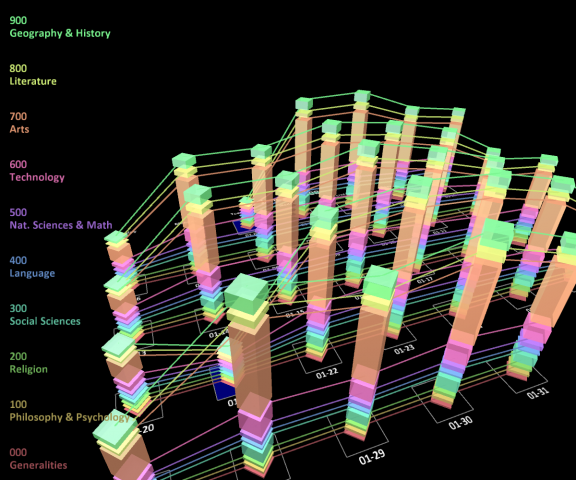 900
Geography & History
800
Literature
700
Arts
600
Technology
500
Nat. Sciences & Math
400
Language
300
Social Sciences
200
Religion
100
Philosophy & Psychology
000
Generalities
01-23
01-22
01-31
01-30
-20
01-29